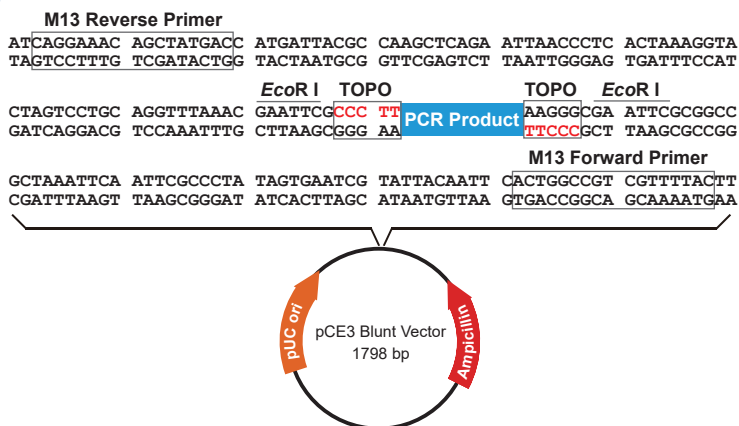 M13 Reverse Primer
ATCAGGAAAC AGCTATGACC ATGATTACGC CAAGCTCAGA ATTAACCCTC ACTAAAGGTA
TAGTCCTTTG TCGATACTGG TACTAATGCG GTTCGAGTCT TAATTGGGAG TGATTTCCAT
EcoR I TOPO TOPO EcoR I
CTAGTCCTGC AGGTTTAAAC GAATTCGCCC TT PCR Product AAGGGCGA ATTCGCGGCC
GATCAGGACG TCCAAATTTG CTTAAGCGGG AA TTCCCGCT TAAGCGCCGG
M13 Forward Primer
GCTAAATTCA ATTCGCCCTA TAGTGAATCG TATTACAATT CACTGGCCGT CGTTTTACTT
CGATTTAAGT TAAGCGGGAT ATCACTTAGC ATAATGTTAA GTGACCGGCA GCAAAATGAA
pUC ori
pCE3 Blunt Vector
1798 bp
Ampicillin